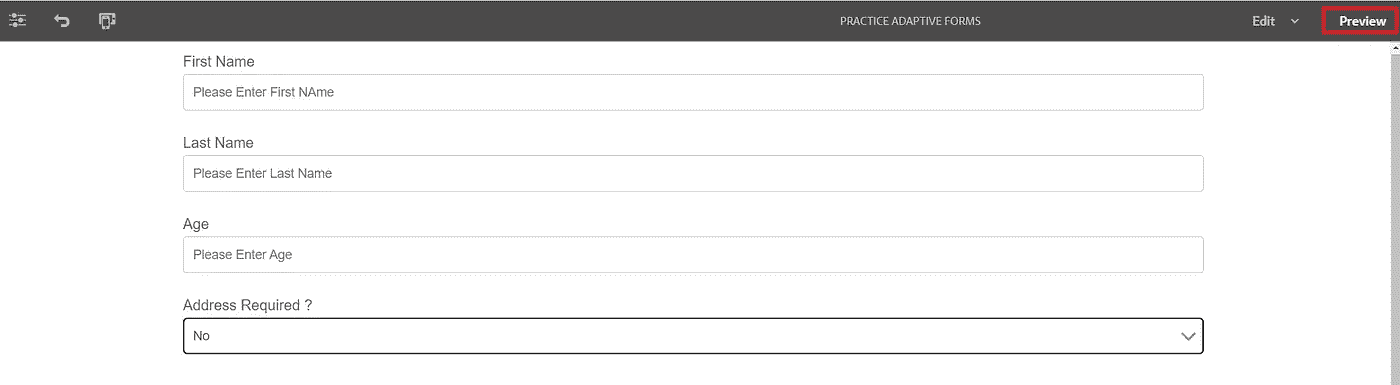 PRACTICE ADAPTIVE FORMS Edit Preview
First Name
Please Enter First NAme
Last Name
Please Enter Last Name
Age
Please Enter Age
Address Required ?
No